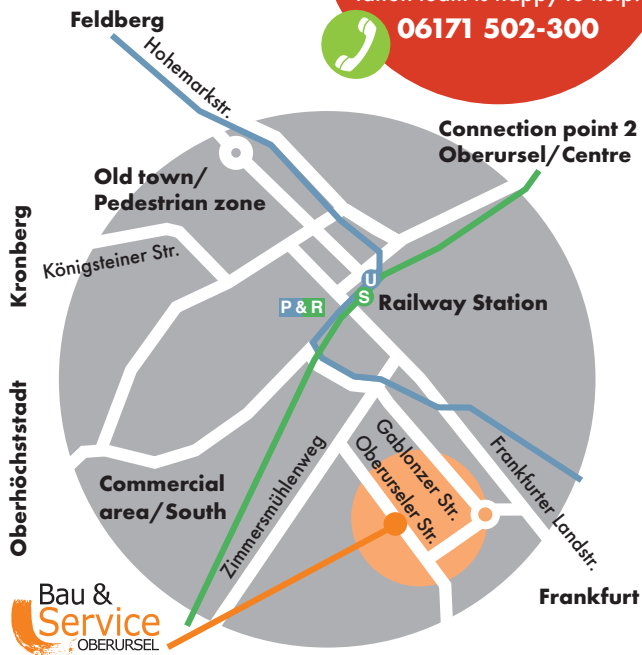 06171 502-300
Feldberg
Hohemarkstr.
Connection point 2
Oberursel/Centre
Old town/
Pedestrian zone
Kronberg
Königsteiner Str.
U
S
P & R
Railway Station
Oberhöchststadt
Commercial
area/South
Zimmersmühlenweg
Gablonzer Str.
Oberurseler Str.
Frankfurter Landstr.
Frankfurt
Bau &
Service
OBERURSEL